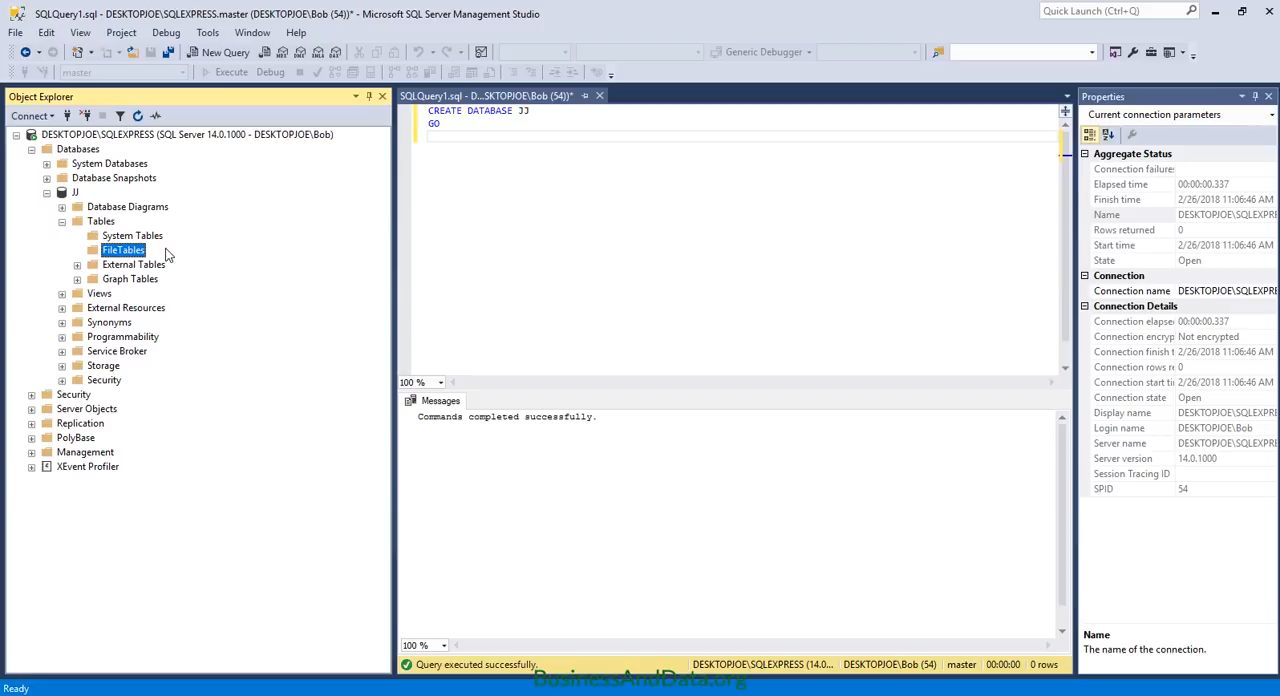 SQLQuery1.sql - DESKTOPJOE\SQLEXPRESS.master (DESKTOPJOE\Bob (54))* - Microsoft SQL Server Management Studio
Quick Launch (Ctrl+Q)
File Edit View Project Debug Tools Window Help
New Query
Generic Debugger
master
Execute Debug
Object Explorer
Connect
DESKTOPJOE\SQLEXPRESS (SQL Server 14.0.1000 - DESKTOPJOE\Bob)
Databases
System Databases
Database Snapshots
JJ
Database Diagrams
Tables
System Tables
FileTables
External Tables
Graph Tables
Views
External Resources
Synonyms
Programmability
Service Broker
Storage
Security
Security
Server Objects
Replication
PolyBase
Management
XEvent Profiler
SQLQuery1.sql - D...SKTOPJOE\Bob (54))*
CREATE DATABASE JJ
GO
100 %
Messages
Commands completed successfully.
100 %
Query executed successfully.
DESKTOPJOE\SQLEXPRESS (14.0... DESKTOPJOE\Bob (54) master 00:00:00 0 rows
Properties
Current connection parameters
Aggregate Status
Connection failures
Elapsed time 00:00:00.337
Finish time 2/26/2018 11:06:46 AM
Name DESKTOPJOE\SQLEXPRE
Rows returned 0
Start time 2/26/2018 11:06:46 AM
State Open
Connection
Connection name DESKTOPJOE\SQLEXPRE
Connection Details
Connection elapse 00:00:00.337
Connection encryp Not encrypted
Connection finish t 2/26/2018 11:06:46 AM
Connection rows re 0
Connection start ti 2/26/2018 11:06:46 AM
Connection state Open
Display name DESKTOPJOE\SQLEXPRE
Login name DESKTOPJOE\Bob
Server name DESKTOPJOE\SQLEXPRE
Server version 14.0.1000
Session Tracing ID
SPID 54
Name
The name of the connection.
Ready
BusinessAndData.org